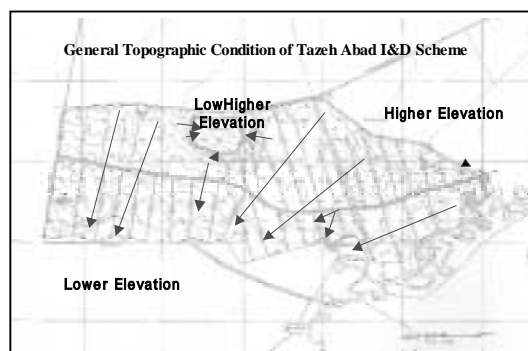 General Topographic Condition of Tazeh Abad I&D Scheme
LowHigher
Elevation
Higher Elevation
Lower Elevation